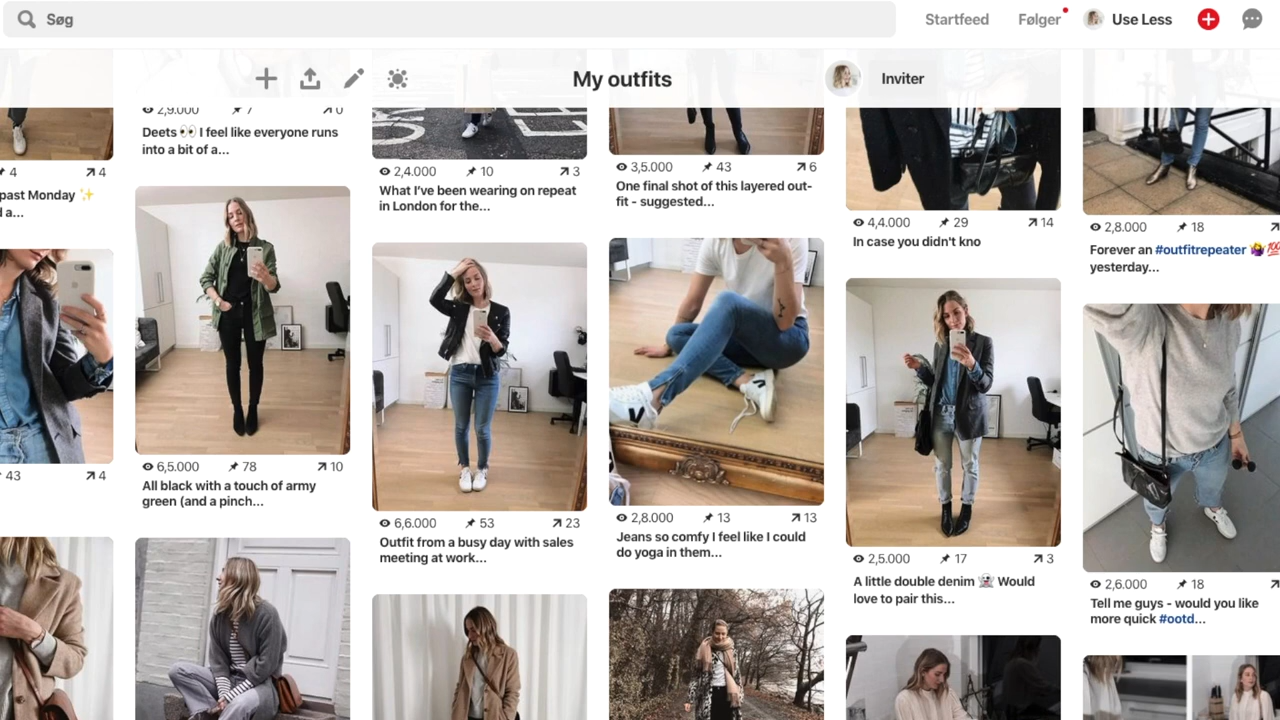 Søg
Startfeed
Følger
Use Less
My outfits
Inviter
4 4
past Monday ✨
d a...
43 4
2,9.000 7 0
Deets 👀 I feel like everyone runs
into a bit of a...
6,5.000 78 10
All black with a touch of army
green (and a pinch...
2,4.000 10 3
What I've been wearing on repeat
in London for the...
6,6.000 53 23
Outfit from a busy day with sales
meeting at work...
3,5.000 43 6
One final shot of this layered out-
fit - suggested...
2,8.000 13 13
Jeans so comfy I feel like I could
do yoga in them...
4,4.000 29 14
In case you didn't kno
2,5.000 17 3
A little double denim 👻 Would
love to pair this...
2,8.000 18
Forever an #outfitrepeater 🤷‍♀️ 💯
yesterday...
2,6.000 18
Tell me guys - would you like
more quick #ootd...